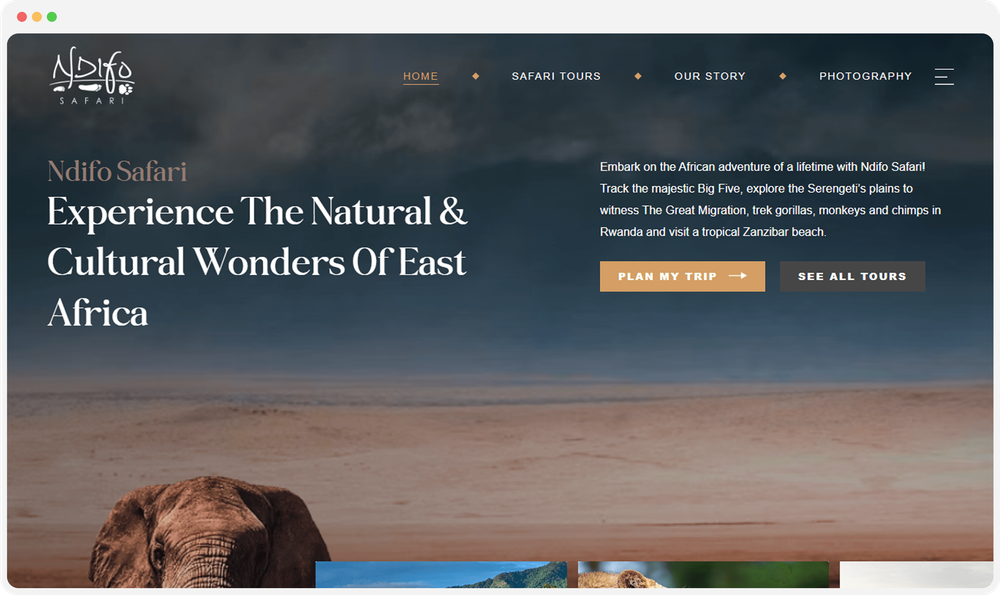 NDifo
SAFARI
HOME
SAFARI TOURS
OUR STORY
PHOTOGRAPHY
Ndifo Safari
Experience The Natural &
Cultural Wonders Of East
Africa
Embark on the African adventure of a lifetime with Ndifo Safari!
Track the majestic Big Five, explore the Serengeti's plains to
witness The Great Migration, trek gorillas, monkeys and chimps in
Rwanda and visit a tropical Zanzibar beach.
PLAN MY TRIP
SEE ALL TOURS